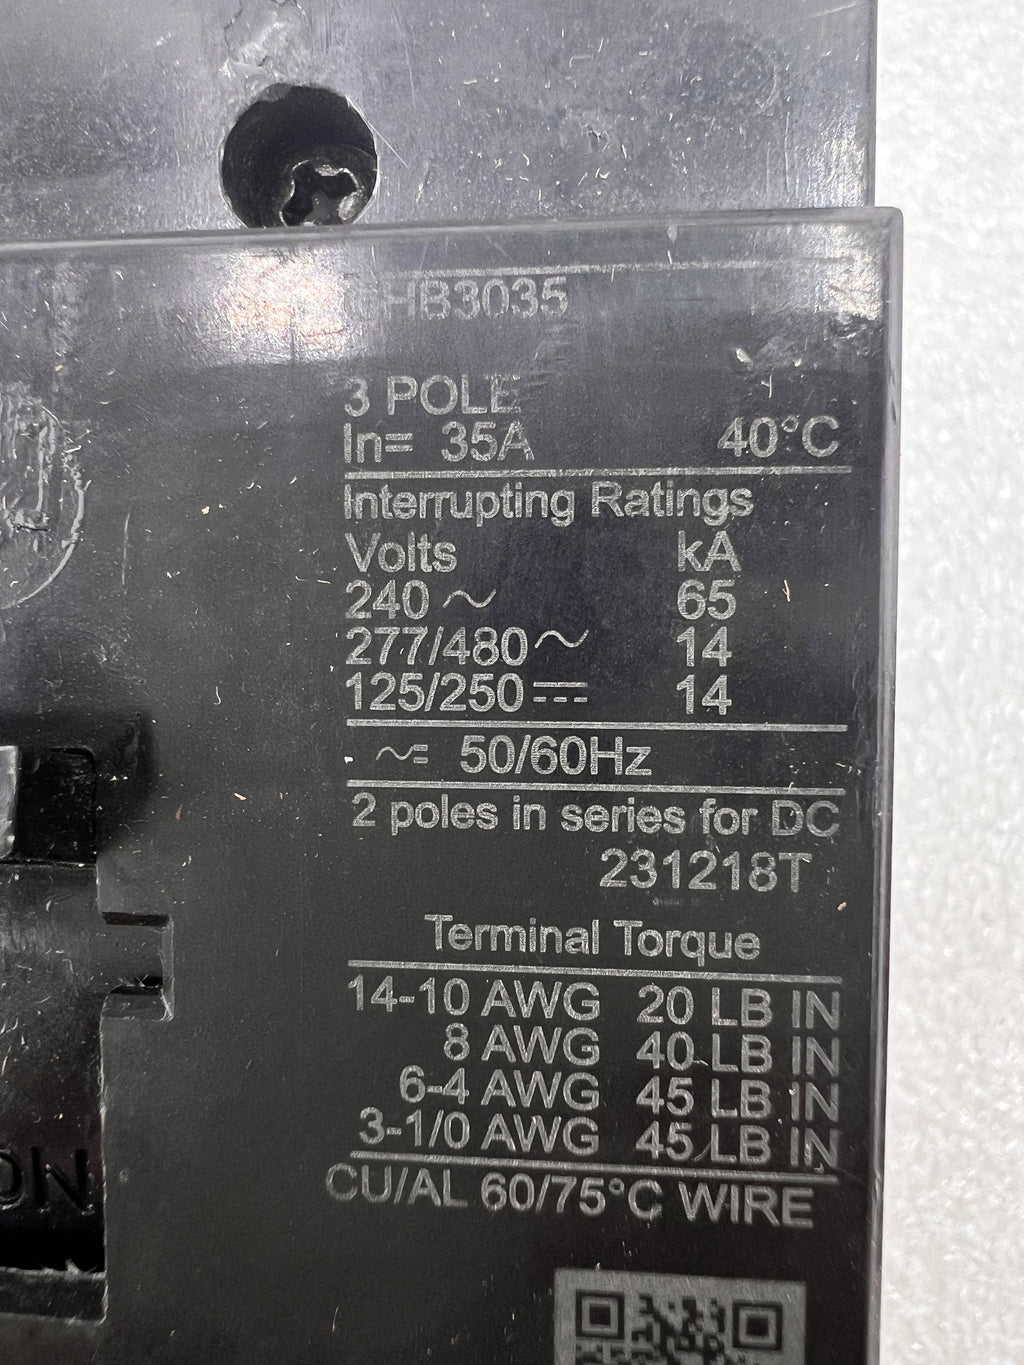 HB3035
3 POLE
In= 35A 40°C
Interrupting Ratings
Volts kA
240 ~ 65
277/480 ~ 14
125/250 ⎓ 14
~⎓ 50/60Hz
2 poles in series for DC
231218T
Terminal Torque
14-10 AWG 20 LB IN
8 AWG 40 LB IN
6-4 AWG 45 LB IN
3-1/0 AWG 45 LB IN
CU/AL 60/75°C WIRE
ON